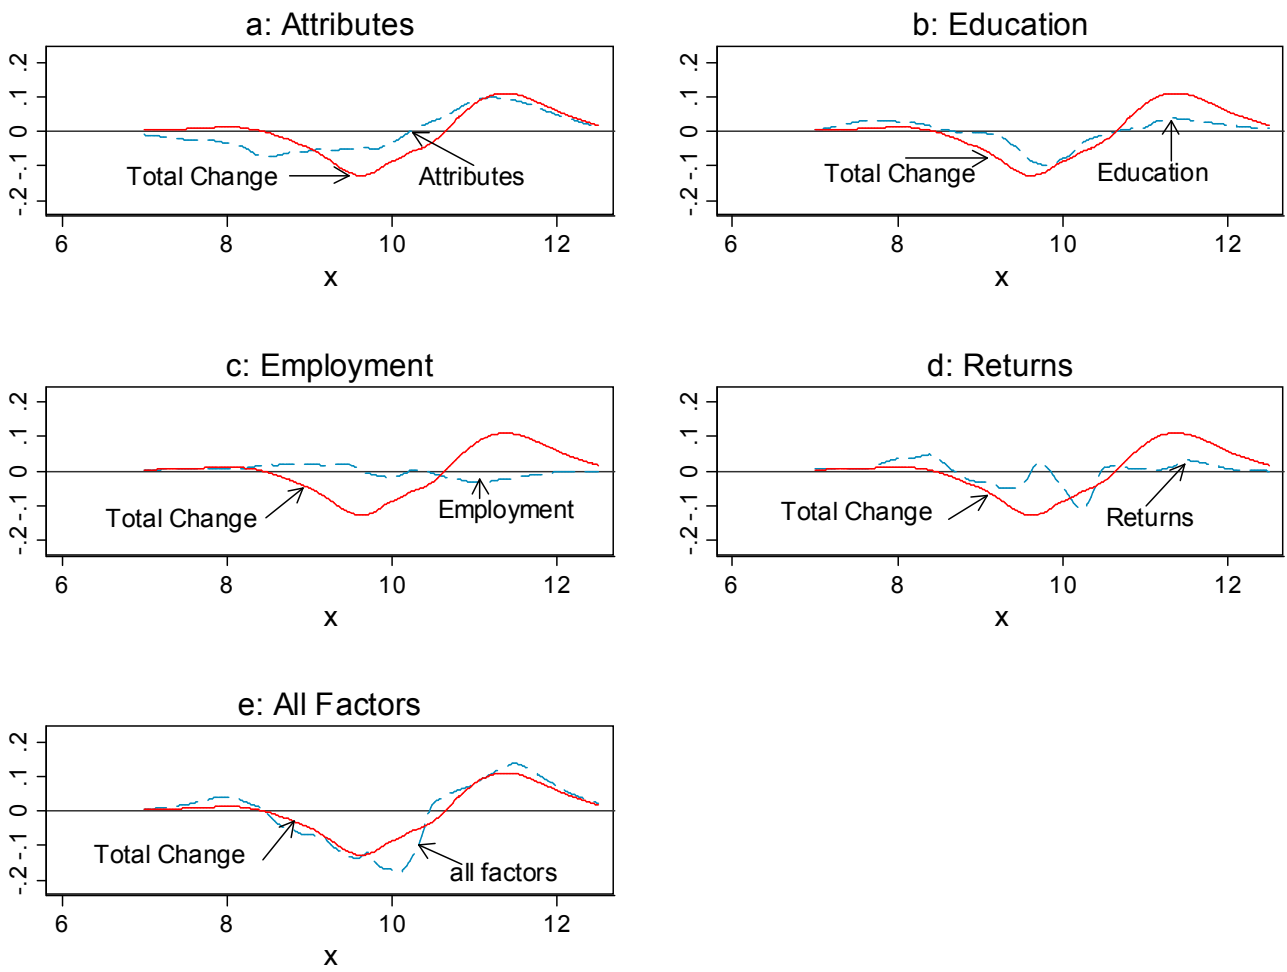 a: Attributes
.2
.1
0
-.1
-.2
Total Change
Attributes
6 8 10 12
x
b: Education
.2
.1
0
-.1
-.2
Total Change
Education
6 8 10 12
x
c: Employment
.2
.1
0
-.1
-.2
Total Change
Employment
6 8 10 12
x
d: Returns
.2
.1
0
-.1
-.2
Total Change
Returns
6 8 10 12
x
e: All Factors
.2
.1
0
-.1
-.2
Total Change
all factors
6 8 10 12
x